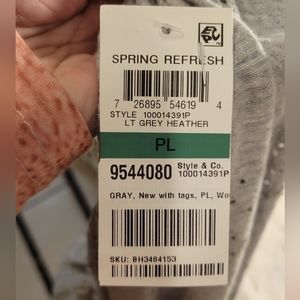 SPRING REFRESH
7 26895 54619 4
STYLE 100014391P
LT GREY HEATHER
PL
9544080 Style & Co.
100014391P
GRAY, New with tags, PL, Wo
SKU: BH3484153